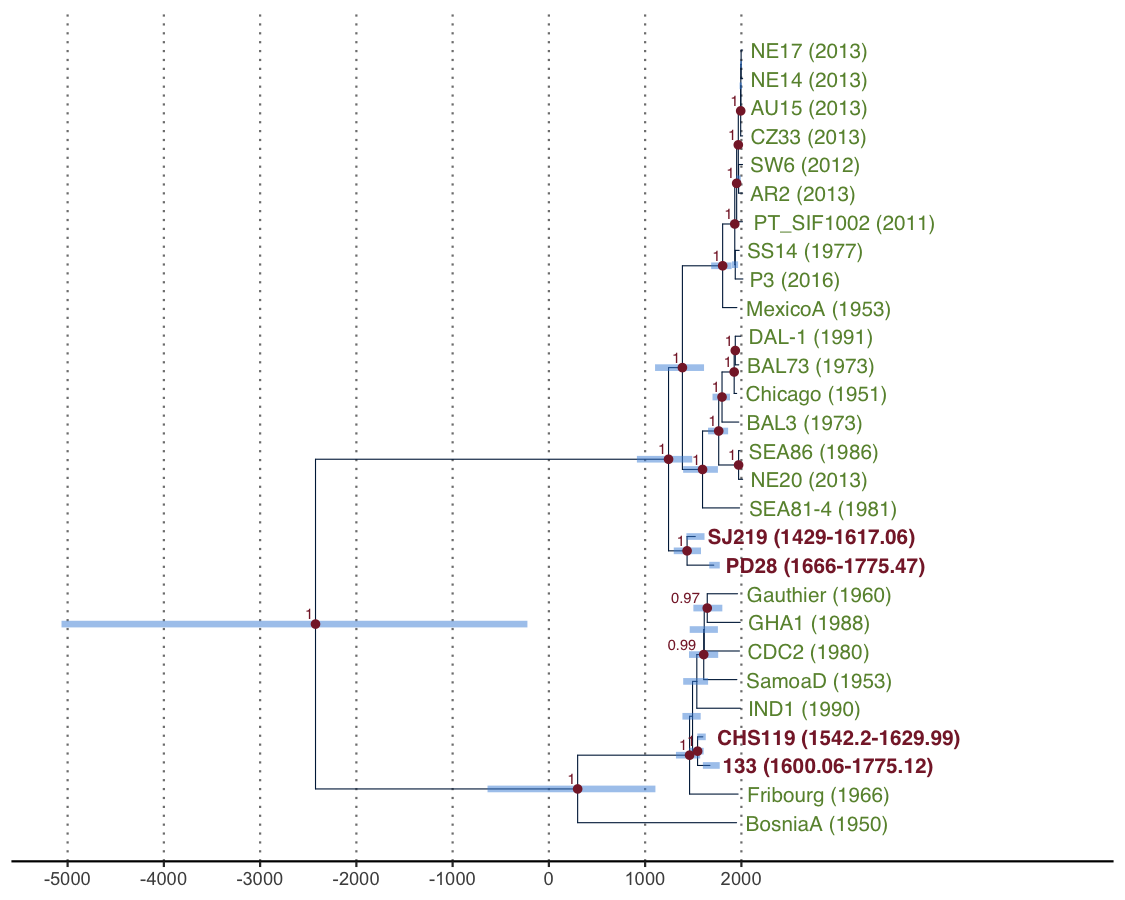 NE17 (2013)
NE14 (2013)
1 AU15 (2013)
1 CZ33 (2013)
SW6 (2012)
1
AR2 (2013)
1 PT_SIF1002 (2011)
SS14 (1977)
1
P3 (2016)
MexicoA (1953)
DAL-1 (1991)
1
1 1 BAL73 (1973)
1 Chicago (1951)
1 BAL3 (1973)
1 1 1 SEA86 (1986)
NE20 (2013)
SEA81-4 (1981)
1 SJ219 (1429-1617.06)
PD28 (1666-1775.47)
0.97 Gauthier (1960)
1 GHA1 (1988)
0.99 CDC2 (1980)
SamoaD (1953)
IND1 (1990)
1 1 CHS119 (1542.2-1629.99)
133 (1600.06-1775.12)
1 Fribourg (1966)
BosniaA (1950)
-5000 -4000 -3000 -2000 -1000 0 1000 2000